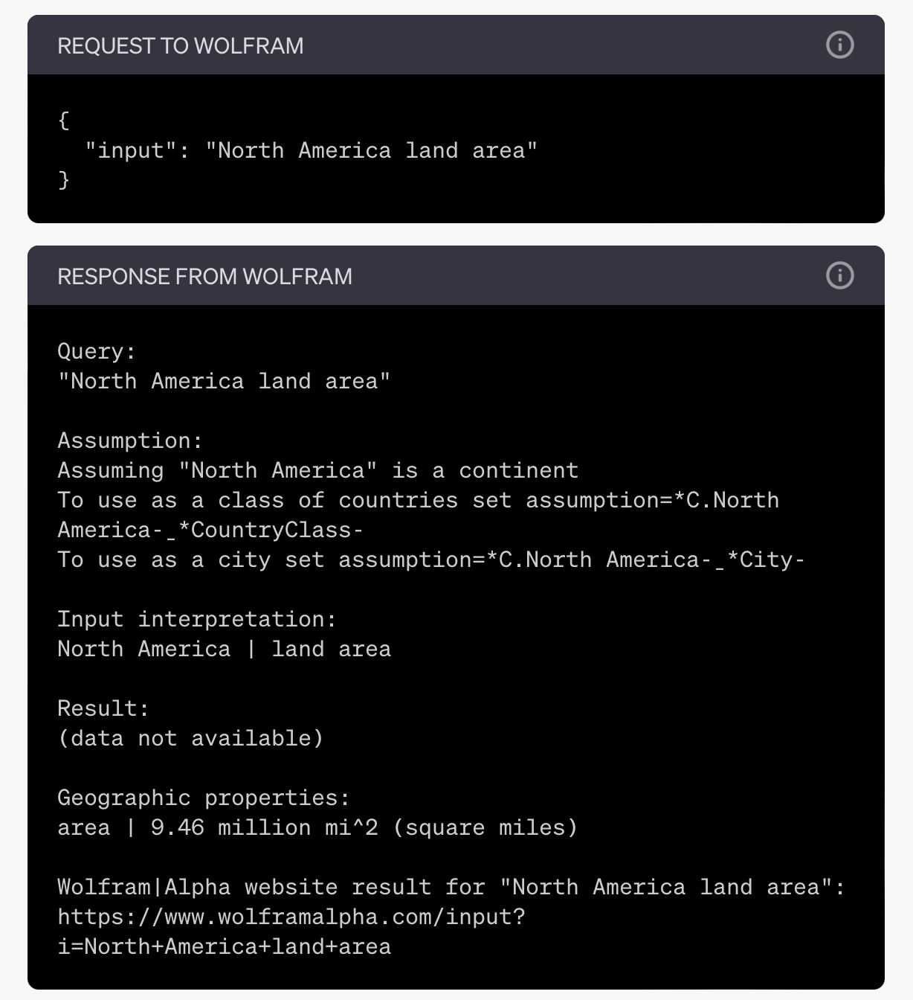 REQUEST TO WOLFRAM
{
  "input": "North America land area"
}
RESPONSE FROM WOLFRAM
Query:
"North America land area"
Assumption:
Assuming "North America" is a continent
To use as a class of countries set assumption=*C.North
America-_*CountryClass-
To use as a city set assumption=*C.North America-_*City-
Input interpretation:
North America | land area
Result:
(data not available)
Geographic properties:
area | 9.46 million mi^2 (square miles)
Wolfram|Alpha website result for "North America land area":
https://www.wolframalpha.com/input?
i=North+America+land+area